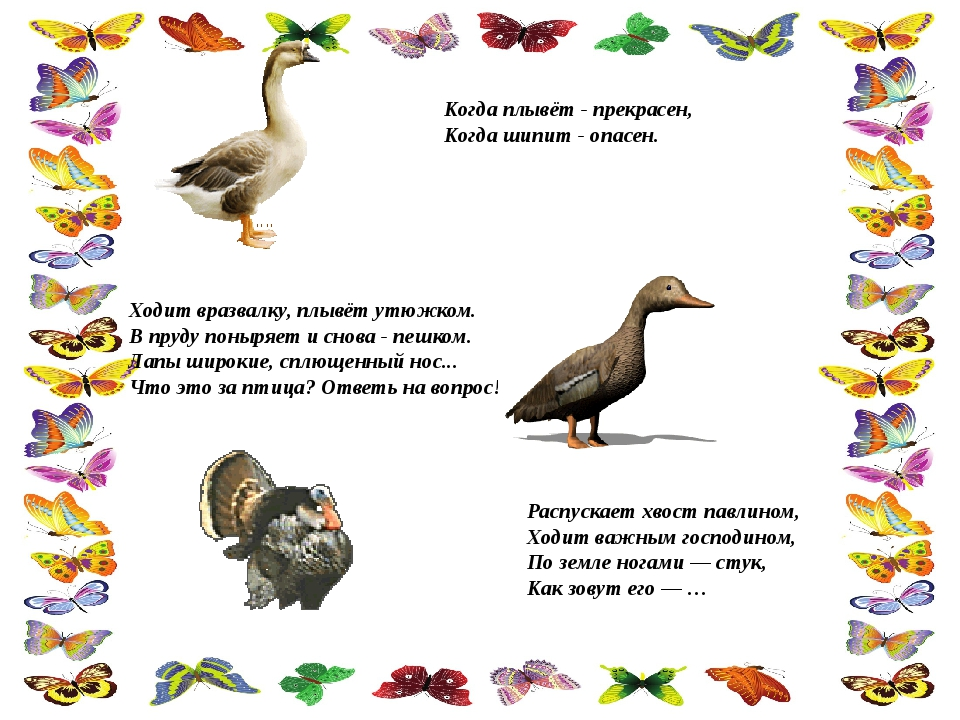 Когда плывёт - прекрасен,
Когда шипит - опасен.
Ходит вразвалку, плывёт утюжком.
В пруду поныряет и снова - пешком.
Лапы широкие, сплющенный нос...
Что это за птица? Ответь на вопрос!
Распускает хвост павлином,
Ходит важным господином,
По земле ногами — стук,
Как зовут его — …